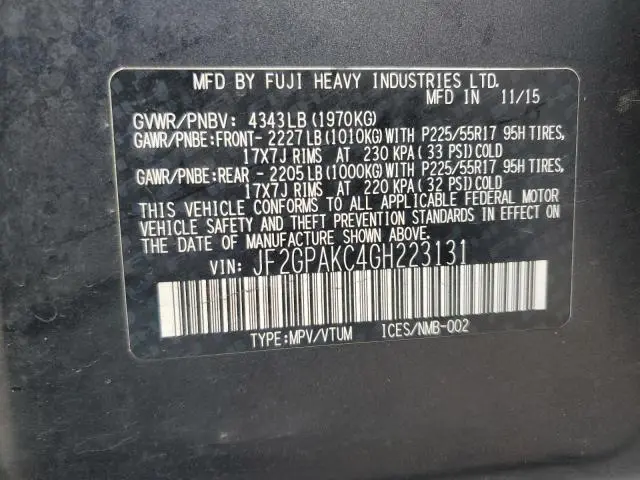 MFD BY FUJI HEAVY INDUSTRIES LTD.
MFD IN 11/15
GVWR/PNBV: 4343LB(1970KG)
GAWR/PNBE:FRONT- 2227LB(1010KG)WITH P225/55R17 95H TIRES,
17X7J RIMS AT 230 KPA( 33 PSI)COLD
GAWR/PNBE:REAR - 2205LB(1000KG)WITH P225/55R17 95H TIRES,
17X7J RIMS AT 220 KPA( 32 PSI)COLD
THIS VEHICLE CONFORMS TO ALL APPLICABLE FEDERAL MOTOR
VEHICLE SAFETY AND THEFT PREVENTION STANDARDS IN EFFECT ON
THE DATE OF MANUFACTURE SHOWN ABOVE.
VIN: JF2GPAKC4GH223131
TYPE:MPV/VTUM ICES/NMB-002